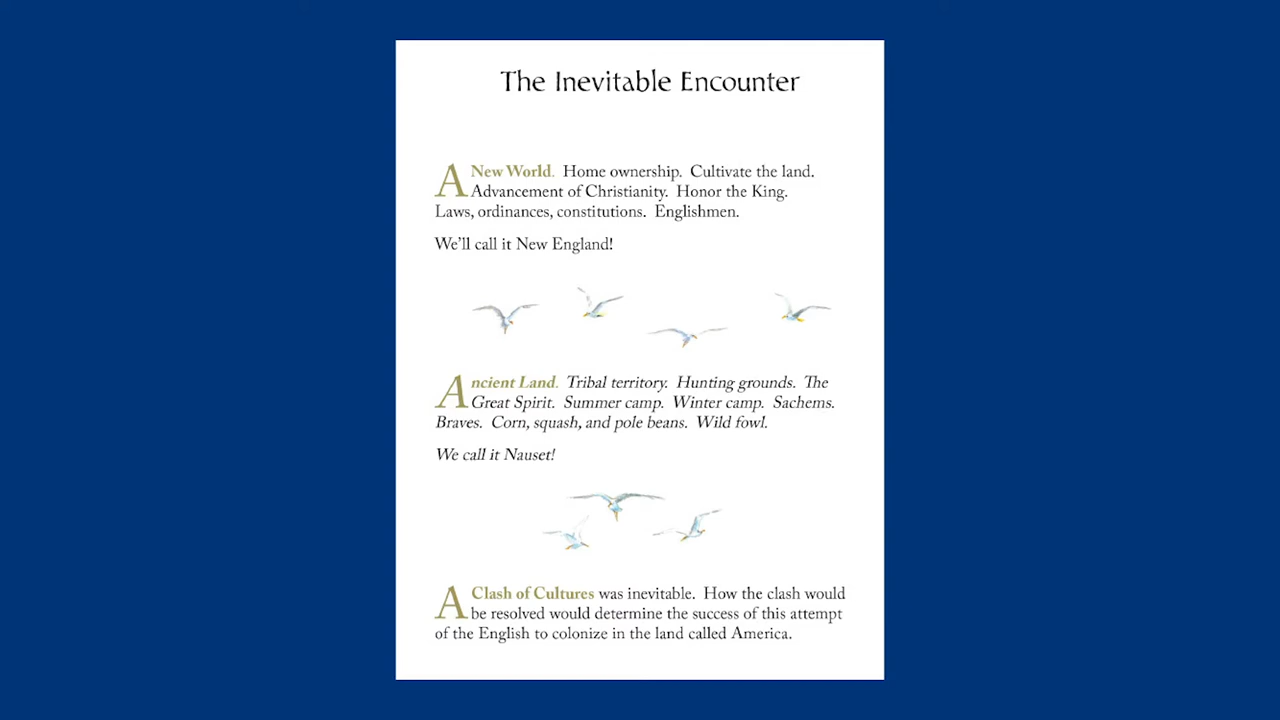 The Inevitable Encounter
A New World. Home ownership. Cultivate the land.
Advancement of Christianity. Honor the King.
Laws, ordinances, constitutions. Englishmen.
We'll call it New England!
Ancient Land. Tribal territory. Hunting grounds. The
Great Spirit. Summer camp. Winter camp. Sachems.
Braves. Corn, squash, and pole beans. Wild fowl.
We call it Nauset!
A Clash of Cultures was inevitable. How the clash would
be resolved would determine the success of this attempt
of the English to colonize in the land called America.